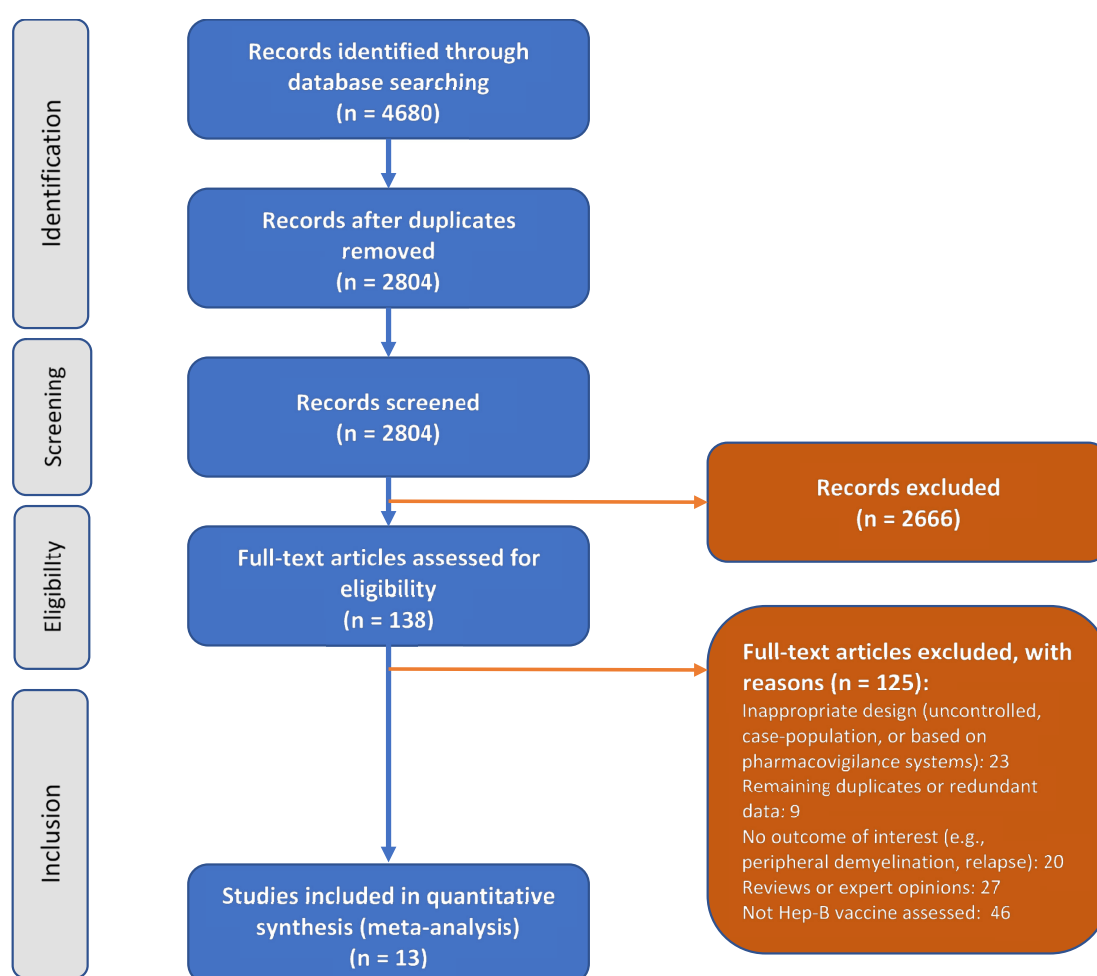 Identification
Records identified through
database searching
(n = 4680)
Records after duplicates
removed
(n = 2804)
Screening
Records screened
(n = 2804)
Records excluded
(n = 2666)
Eligibility
Full-text articles assessed for
eligibility
(n = 138)
Full-text articles excluded, with
reasons (n = 125):
Inappropriate design (uncontrolled,
case-population, or based on
pharmacovigilance systems): 23
Remaining duplicates or redundant
data: 9
No outcome of interest (e.g.,
peripheral demyelination, relapse): 20
Reviews or expert opinions: 27
Not Hep-B vaccine assessed: 46
Inclusion
Studies included in quantitative
synthesis (meta-analysis)
(n = 13)